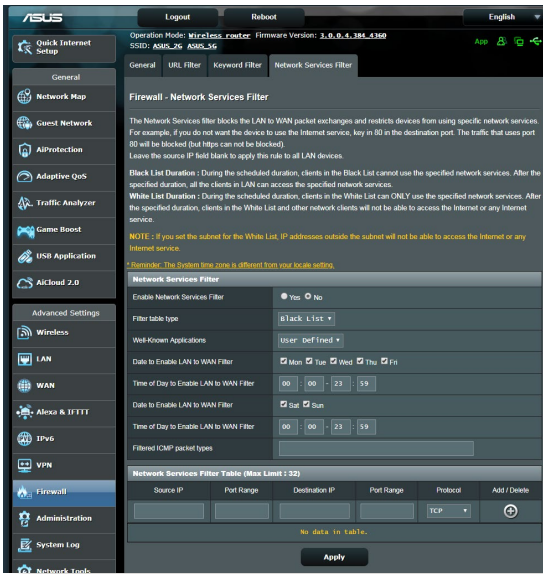 ASUS
Logout
Reboot
English
Quick Internet
Setup
Operation Mode: Wireless router Firmware Version: 3.0.0.4.384_4360
SSID: ASUS_2G ASUS_5G
App
General
URL Filter
Keyword Filter
Network Services Filter
General
Network Map
Guest Network
AiProtection
Adaptive QoS
Traffic Analyzer
Game Boost
USB Application
AiCloud 2.0
Advanced Settings
Wireless
LAN
WAN
Alexa & IFTTT
IPv6
VPN
Firewall
Administration
System Log
Network Tools
Firewall - Network Services Filter
The Network Services filter blocks the LAN to WAN packet exchanges and restricts devices from using specific network services.
For example, if you do not want the device to use the Internet service, key in 80 in the destination port. The traffic that uses port
80 will be blocked (but https can not be blocked).
Leave the source IP field blank to apply this rule to all LAN devices.
Black List Duration : During the scheduled duration, clients in the Black List cannot use the specified network services. After the
specified duration, all the clients in LAN can access the specified network services.
White List Duration : During the scheduled duration, clients in the White List can ONLY use the specified network services. After
the specified duration, clients in the White List and other network clients will not be able to access the Internet or any Internet
service.
NOTE : If you set the subnet for the White List, IP addresses outside the subnet will not be able to access the Internet or any
Internet service.
* Reminder: The System time zone is different from your locale setting.
Network Services Filter
Enable Network Services Filter
Yes No
Filter table type
Black List
Well-Known Applications
User Defined
Date to Enable LAN to WAN Filter
Mon Tue Wed Thu Fri
Time of Day to Enable LAN to WAN Filter
00 : 00 - 23 : 59
Date to Enable LAN to WAN Filter
Sat Sun
Time of Day to Enable LAN to WAN Filter
00 : 00 - 23 : 59
Filtered ICMP packet types
Network Services Filter Table (Max Limit : 32)
Source IP
Port Range
Destination IP
Port Range
Protocol
Add / Delete
TCP
No data in table.
Apply